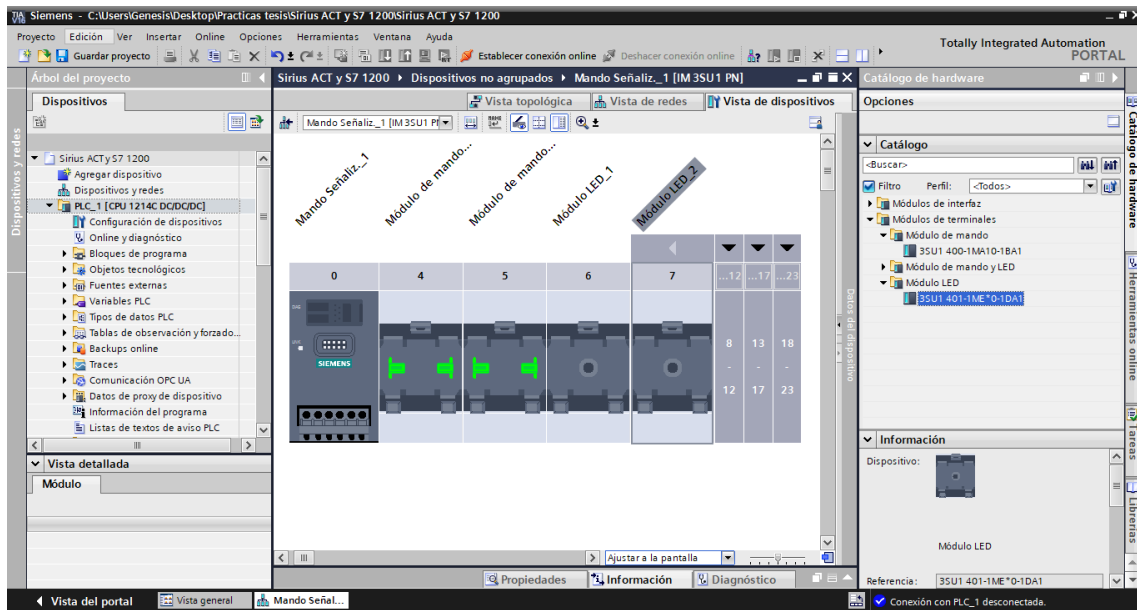 Siemens - C:\Users\Genesis\Desktop\Practicas tesis\Sirius ACT y S7 1200\Sirius ACT y S7 1200
Proyecto Edición Ver Insertar Online Opciones Herramientas Ventana Ayuda
Totally Integrated Automation
PORTAL
Guardar proyecto Establecer conexión online Deshacer conexión online
Árbol del proyecto
Sirius ACT y S7 1200 Dispositivos no agrupados Mando Señaliz._1 [IM 3SU1 PN]
Catálogo de hardware
Dispositivos
Vista topológica Vista de redes Vista de dispositivos
Opciones
Mando Señaliz._1 [IM 3SU1 PN
Dispositivos y redes
Sirius ACT y S7 1200
Agregar dispositivo
Dispositivos y redes
PLC_1 [CPU 1214C DC/DC/DC]
Configuración de dispositivos
Online y diagnóstico
Bloques de programa
Objetos tecnológicos
Fuentes externas
Variables PLC
Tipos de datos PLC
Tablas de observación y forzado...
Backups online
Traces
Comunicación OPC UA
Datos de proxy de dispositivo
Información del programa
Listas de textos de aviso PLC
Vista detallada
Módulo
Mando Señaliz._1
Módulo de mando...
Módulo de mando...
Módulo LED_1
Módulo LED_2
0 4 5 6 7 ...12 ...17 ...23
SIEMENS
8 13 18
- - -
12 17 23
Datos del dispositivo
Ajustar a la pantalla
Propiedades Información Diagnóstico
Catálogo
<Buscar>
Filtro Perfil: <Todos>
Módulos de interfaz
Módulos de terminales
Módulo de mando
3SU1 400-1MA10-1BA1
Módulo de mando y LED
Módulo LED
3SU1 401-1ME*0-1DA1
Información
Dispositivo:
Módulo LED
Referencia: 3SU1 401-1ME*0-1DA1
Catálogo de hardware
Herramientas online
Tareas
Librerías
Vista del portal Vista general Mando Señal...
Conexión con PLC_1 desconectada.